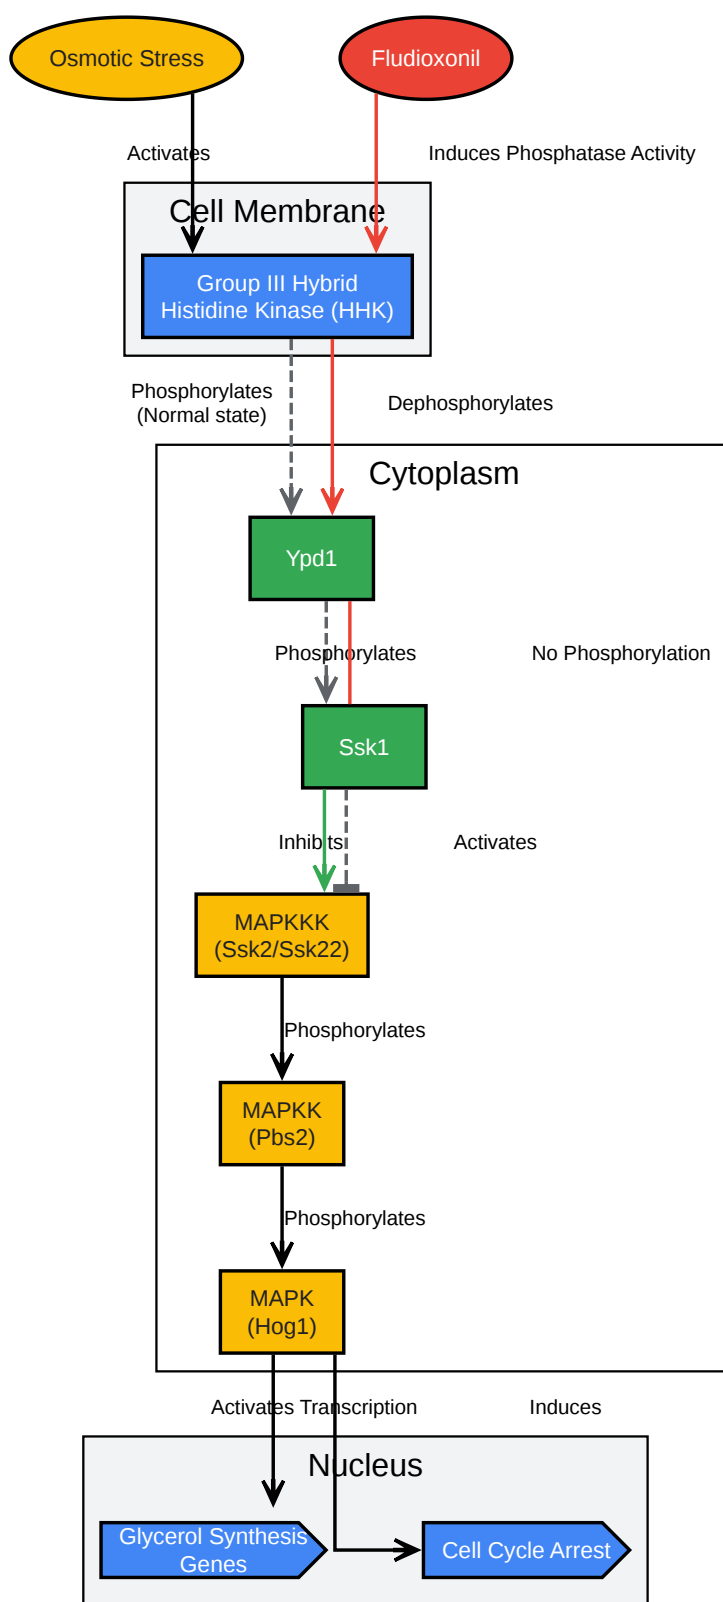 Osmotic Stress
Fludioxonil
Activates
Induces Phosphatase Activity
Cell Membrane
Group III Hybrid
Histidine Kinase (HHK)
Phosphorylates
(Normal state)
Dephosphorylates
Cytoplasm
Ypd1
Phosphorylates
No Phosphorylation
Ssk1
Inhibits
Activates
MAPKKK
(Ssk2/Ssk22)
Phosphorylates
MAPKK
(Pbs2)
Phosphorylates
MAPK
(Hog1)
Activates Transcription
Induces
Nucleus
Glycerol Synthesis
Genes
Cell Cycle Arrest